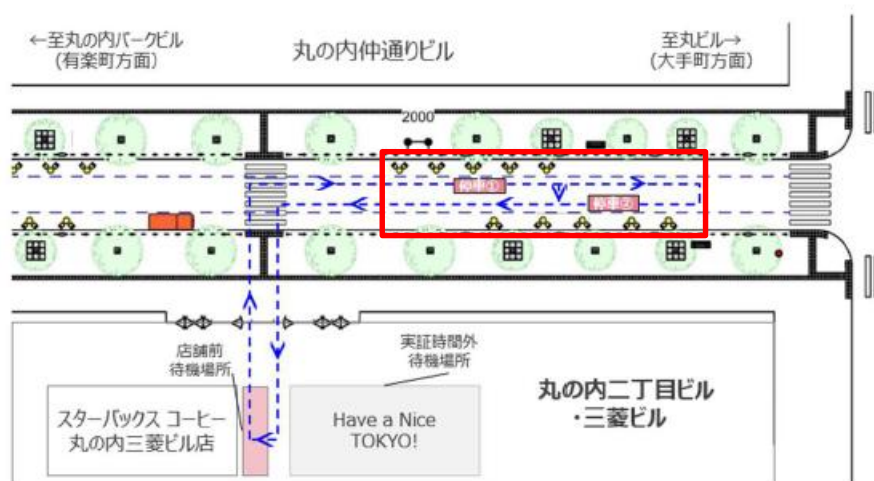 ←至丸の内パークビル
(有楽町方面)
丸の内仲通りビル
至丸ビル→
(大手町方面)
2000
停車①
停車②
店舗前
待機場所
実証時間外
待機場所
スターバックス コーヒー
丸の内三菱ビル店
Have a Nice
TOKYO!
丸の内二丁目ビル
・三菱ビル